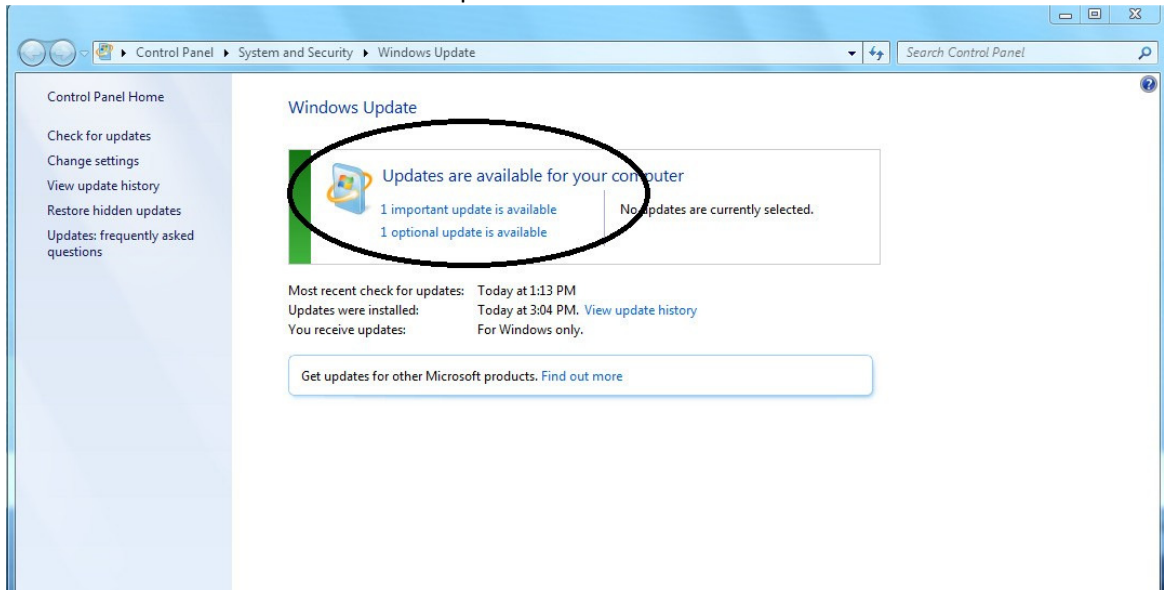 Control Panel ▸ System and Security ▸ Windows Update
Search Control Panel
Control Panel Home
Check for updates
Change settings
View update history
Restore hidden updates
Updates: frequently asked
questions
Windows Update
Updates are available for your computer
1 important update is available
1 optional update is available
No updates are currently selected.
Most recent check for updates: Today at 1:13 PM
Updates were installed: Today at 3:04 PM. View update history
You receive updates: For Windows only.
Get updates for other Microsoft products. Find out more